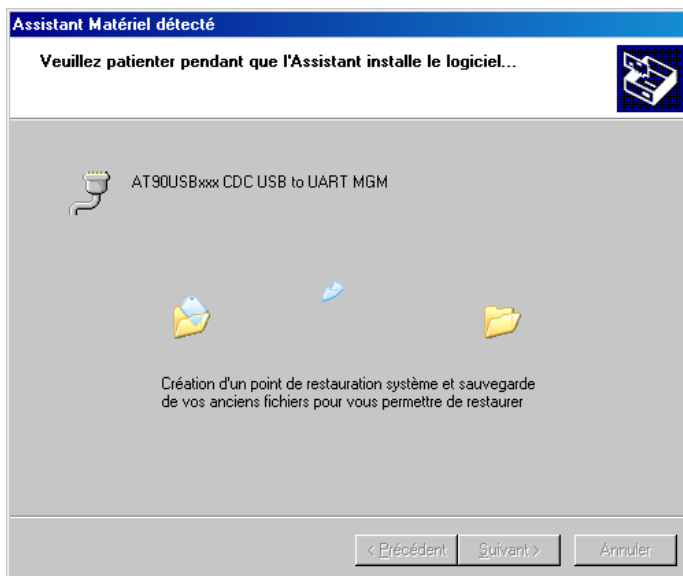 Assistant Matériel détecté
Veuillez patienter pendant que l'Assistant installe le logiciel...
AT90USBxxx CDC USB to UART MGM
Création d'un point de restauration système et sauvegarde
de vos anciens fichiers pour vous permettre de restaurer
< Précédent Suivant > Annuler